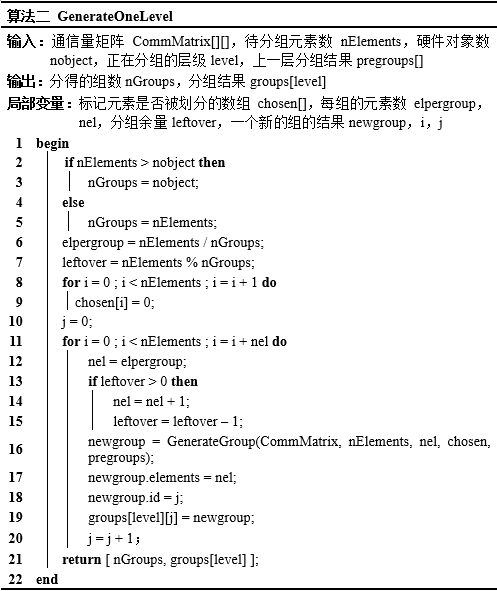 算法二 GenerateOneLevel
输入：通信量矩阵 CommMatrix[][]，待分组元素数 nElements，硬件对象数
nobject，正在分组的层级 level，上一层分组结果 pregroups[]
输出：分得的组数 nGroups，分组结果 groups[level]
局部变量：标记元素是否被划分的数组 chosen[]，每组的元素数 elpergroup，
nel，分组余量 leftover，一个新的组的结果 newgroup，i，j
1 begin
2 if nElements > nobject then
3 nGroups = nobject;
4 else
5 nGroups = nElements;
6 elpergroup = nElements / nGroups;
7 leftover = nElements % nGroups;
8 for i = 0 ; i < nElements ; i = i + 1 do
9 chosen[i] = 0;
10 j = 0;
11 for i = 0 ; i < nElements ; i = i + nel do
12 nel = elpergroup;
13 if leftover > 0 then
14 nel = nel + 1;
15 leftover = leftover – 1;
16 newgroup = GenerateGroup(CommMatrix, nElements, nel, chosen,
pregroups);
17 newgroup.elements = nel;
18 newgroup.id = j;
19 groups[level][j] = newgroup;
20 j = j + 1；
21 return [ nGroups, groups[level] ];
22 end